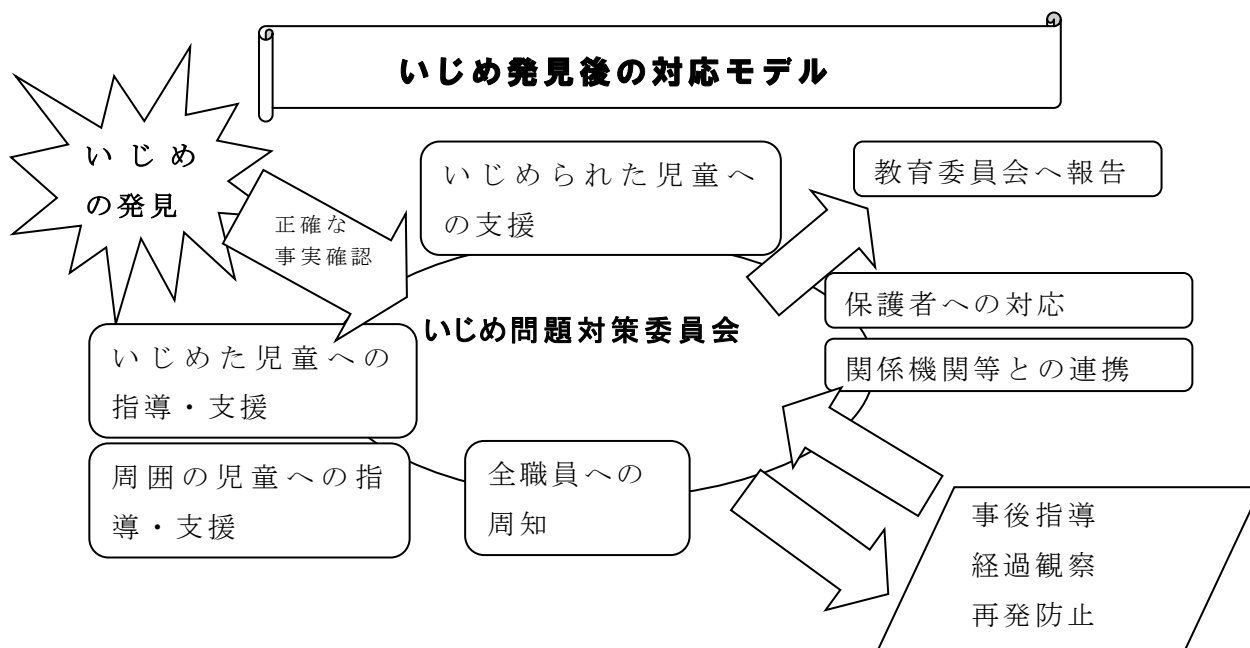 いじめ発見後の対応モデル
いじめ
の発見
正確な
事実確認
いじめられた児童へ
の支援
教育委員会へ報告
保護者への対応
関係機関等との連携
いじめ問題対策委員会
いじめた児童への
指導・支援
周囲の児童への指
導・支援
全職員への
周知
事後指導
経過観察
再発防止